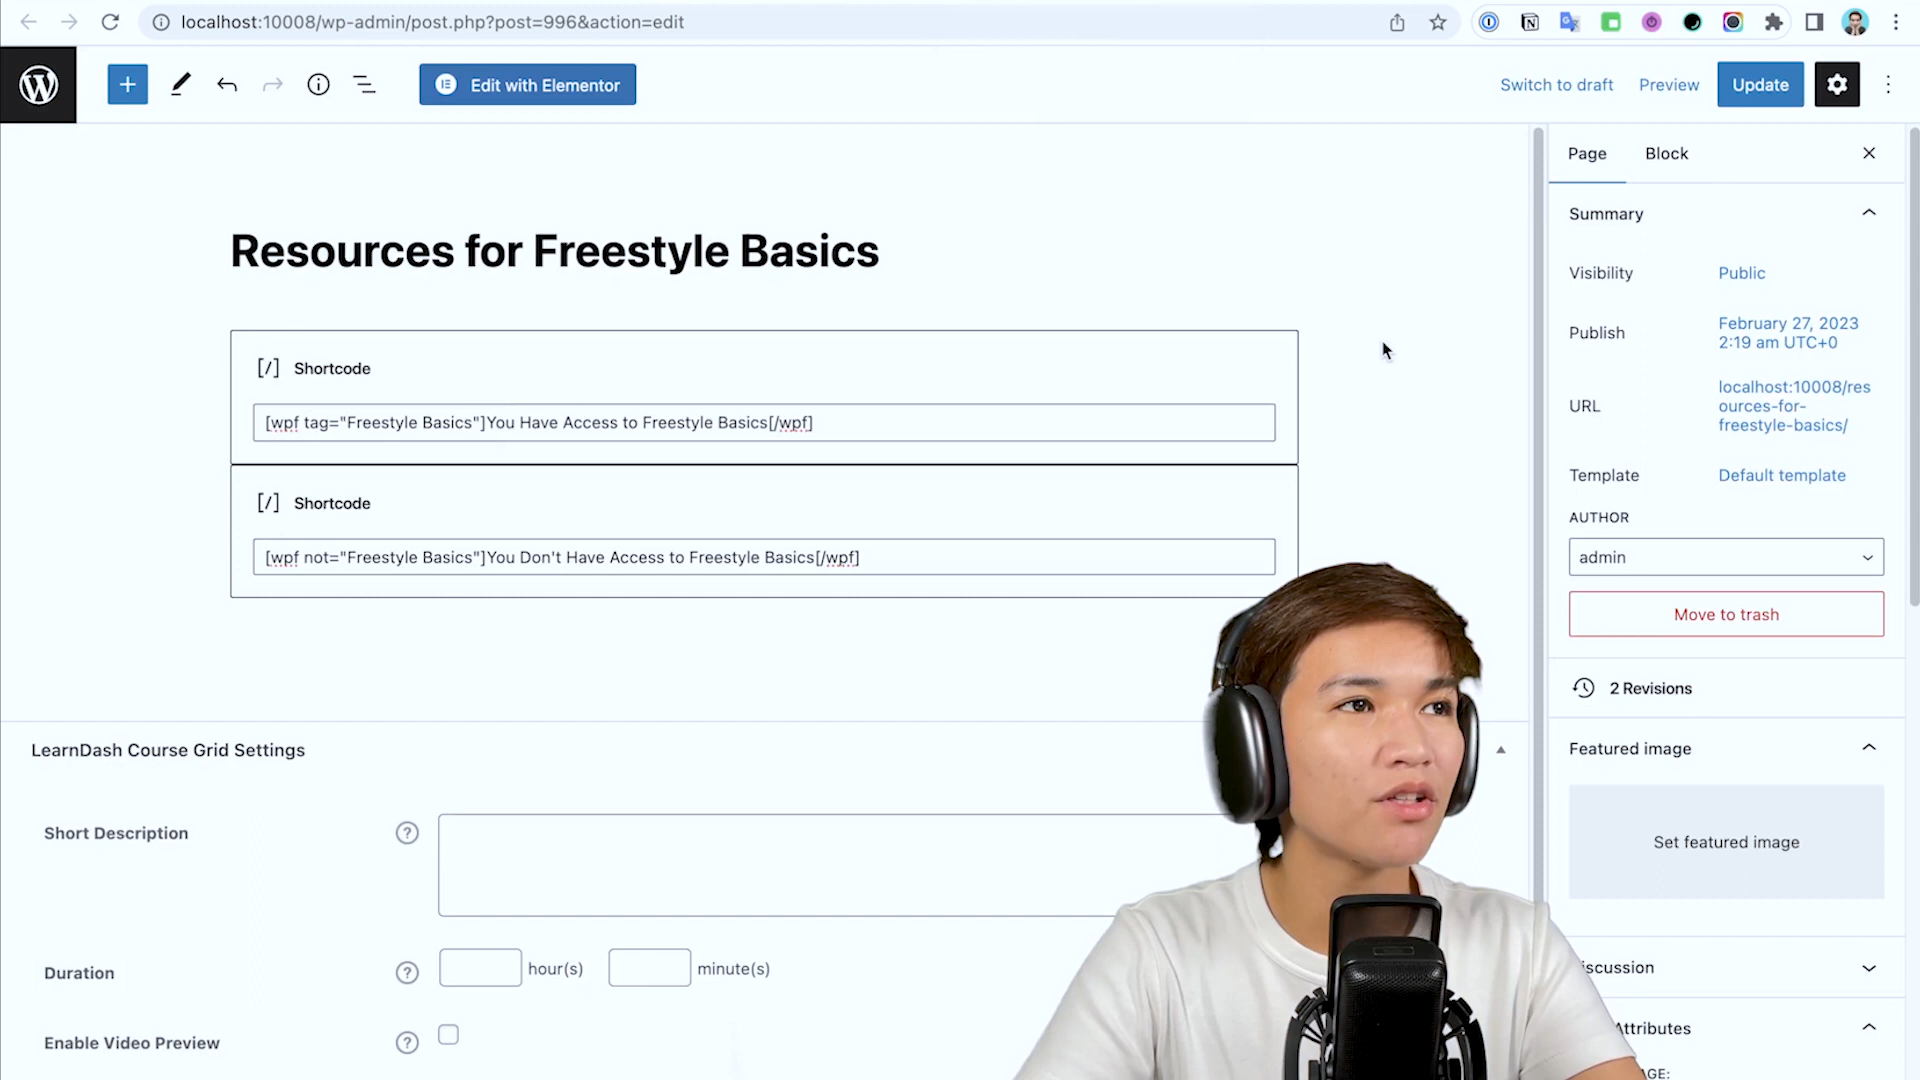 localhost:10008/wp-admin/post.php?post=996&action=edit
Edit with Elementor
Switch to draft
Preview
Update
Page
Block
Summary
Resources for Freestyle Basics
Visibility
Public
Publish
February 27, 2023
2:19 am UTC+0
[/] Shortcode
[wpf tag="Freestyle Basics"]You Have Access to Freestyle Basics[/wpf]
URL
localhost:10008/res
ources-for-
freestyle-basics/
Template
Default template
[/] Shortcode
[wpf not="Freestyle Basics"]You Don't Have Access to Freestyle Basics[/wpf]
AUTHOR
admin
Move to trash
2 Revisions
LearnDash Course Grid Settings
Featured image
Short Description
Set featured image
Duration
hour(s)
minute(s)
Enable Video Preview